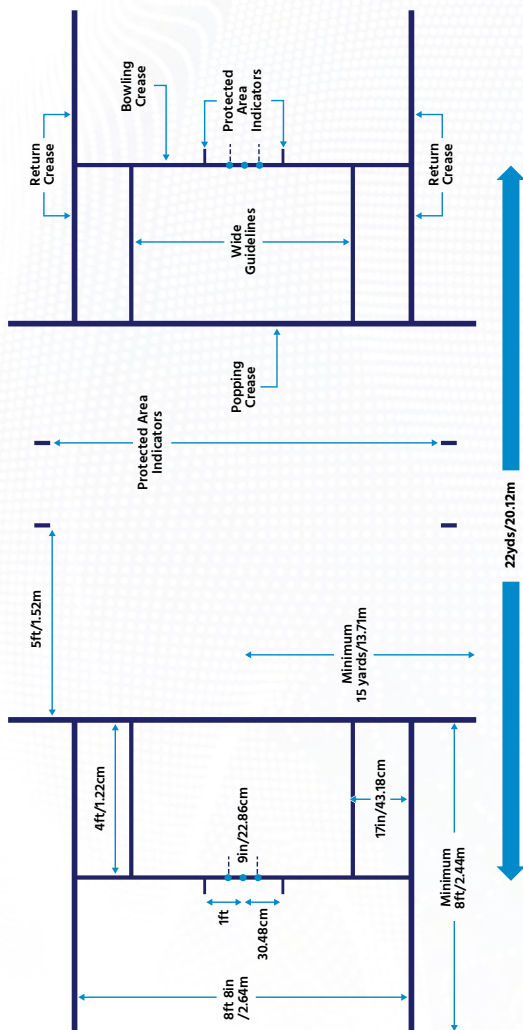 Return
Crease
Bowling
Crease
Protected
Area
Indicators
Return
Crease
Wide
Guidelines
Popping
Crease
Protected Area
Indicators
5ft/1.52m
22yds/20.12m
Minimum
15 yards/13.71m
4ft/1.22cm
9in/22.86cm
17in/43.18cm
1ft
30.48cm
Minimum
8ft/2.44m
8ft 8in
/2.64m